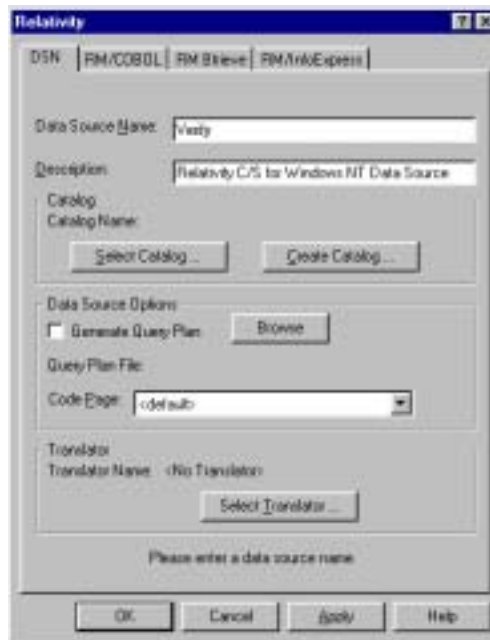 Relativity
DSN RM/COBOL RM Btrieve RM/InfoExpress
Data Source Name: Verify
Description: Relativity C/S for Windows NT Data Source
Catalog
Catalog Name:
Select Catalog... Create Catalog...
Data Source Options
Generate Query Plan Browse
Query Plan File:
Code Page: <default>
Translator
Translator Name: <No Translator>
Select Translator...
Please enter a data source name
OK Cancel Apply Help